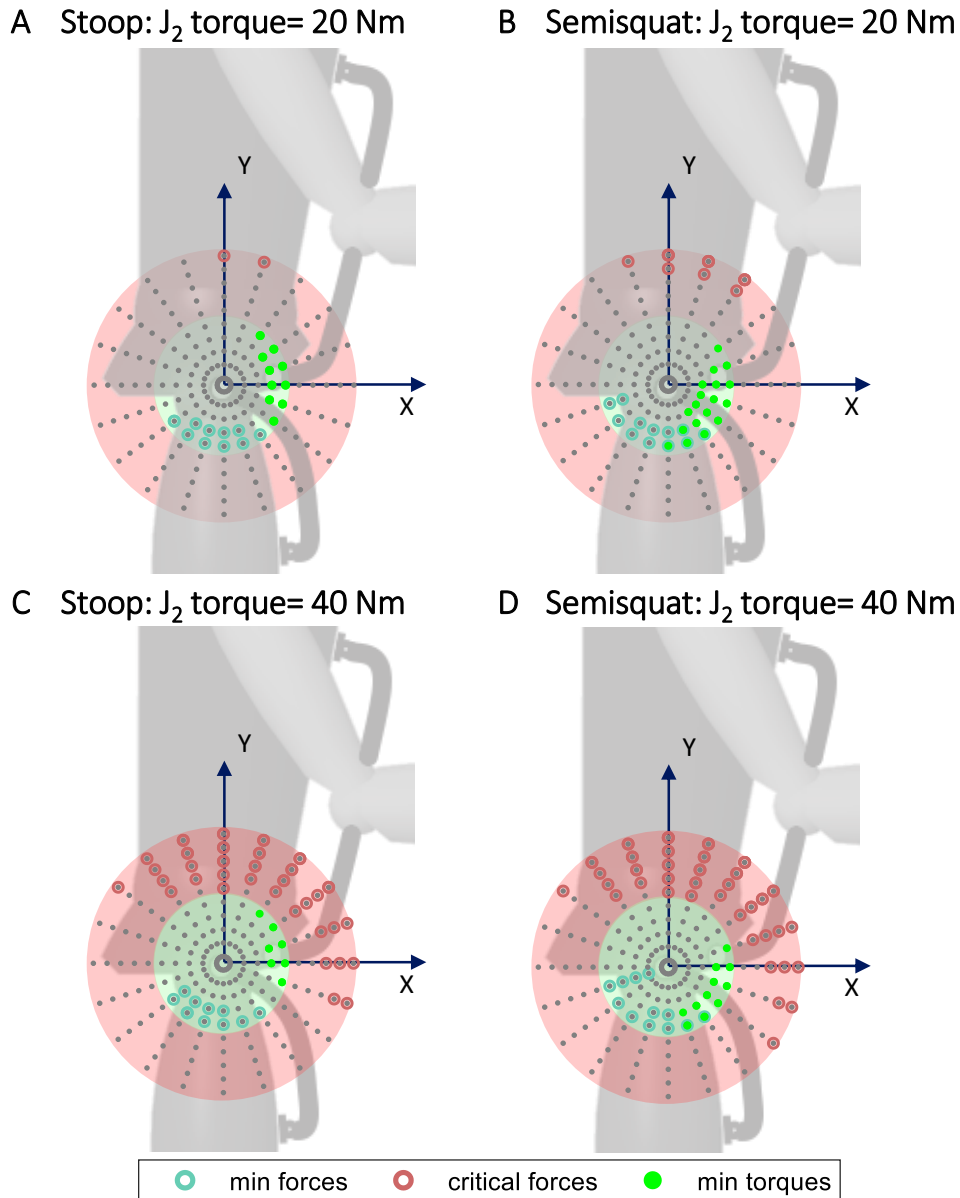 A Stoop: J2 torque= 20 Nm
B Semisquat: J2 torque= 20 Nm
Y
Y
X
X
C Stoop: J2 torque= 40 Nm
D Semisquat: J2 torque= 40 Nm
Y
Y
X
X
min forces critical forces min torques